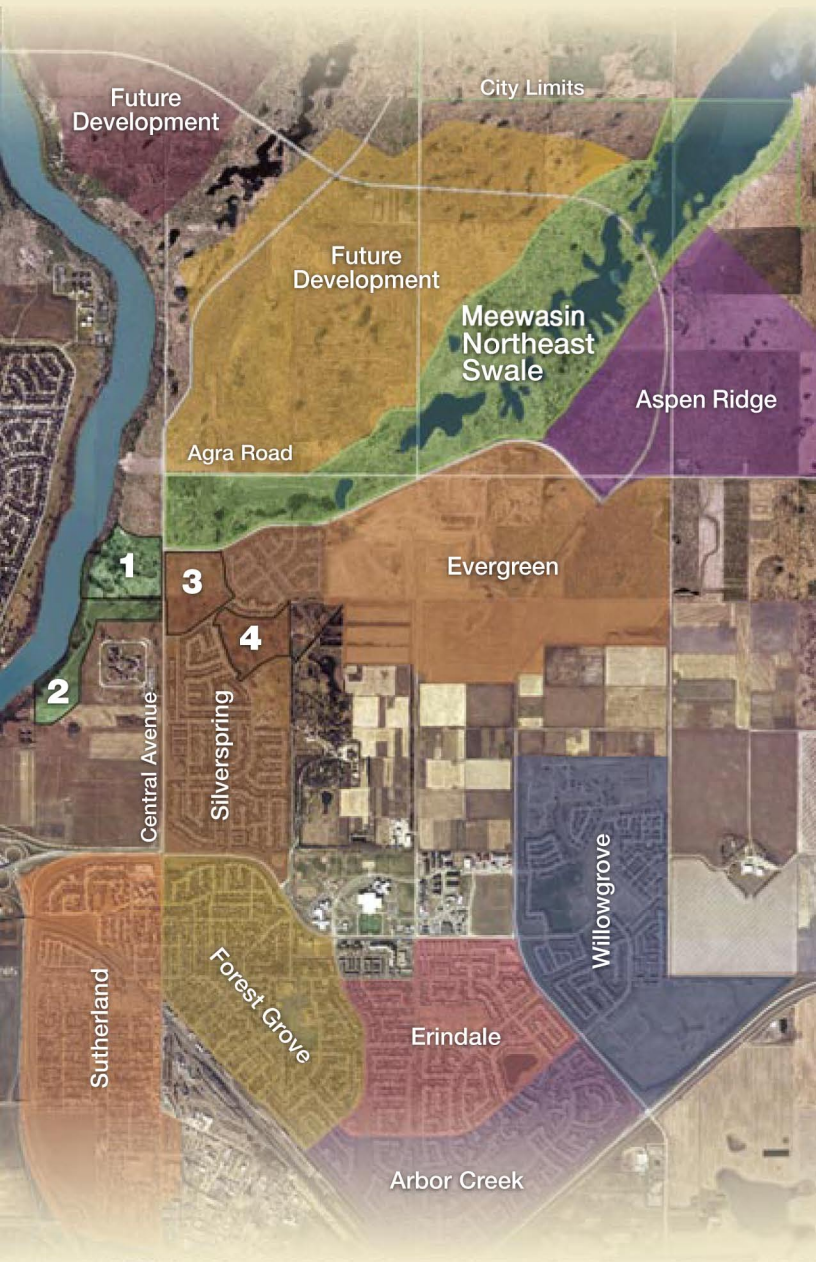 Future
Development
City Limits
Future
Development
Meewasin
Northeast
Swale
Aspen Ridge
Agra Road
1
3
Evergreen
4
2
Central Avenue
Silverspring
Willowgrove
Sutherland
Forest Grove
Erindale
Arbor Creek